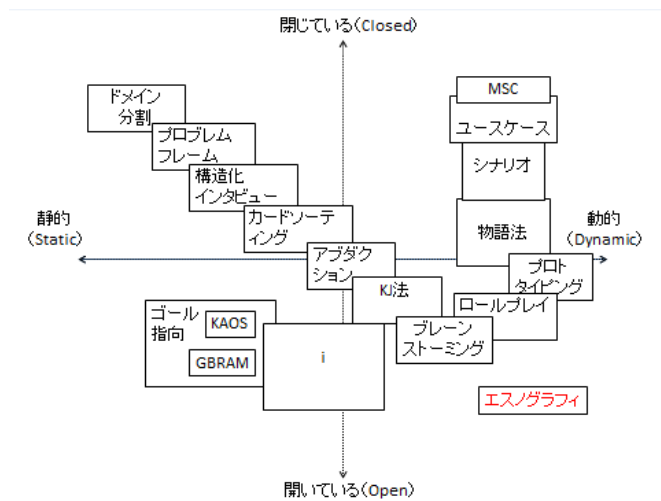 閉じている(Closed)
MSC
ドメイン
分割
ユースケース
プロブレム
フレーム
シナリオ
構造化
インタビュー
カードソーテ
ィング
静的
(Static)
物語法
動的
(Dynamic)
アブダク
ション
プロト
タイピング
KJ法
ロールプレイ
ゴール
指向
KAOS
ブレーン
ストーミング
i
GBRAM
エスノグラフィ
開いている(Open)